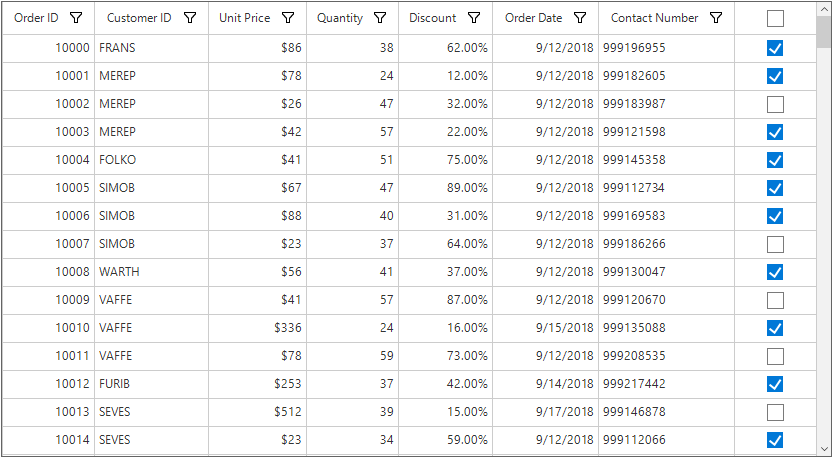 Order ID Customer ID Unit Price Quantity Discount Order Date Contact Number
10000 FRANS $86 38 62.00% 9/12/2018 999196955
10001 MEREP $78 24 12.00% 9/12/2018 999182605
10002 MEREP $26 47 32.00% 9/12/2018 999183987
10003 MEREP $42 57 22.00% 9/12/2018 999121598
10004 FOLKO $41 51 75.00% 9/12/2018 999145358
10005 SIMOB $67 47 89.00% 9/12/2018 999112734
10006 SIMOB $88 40 31.00% 9/12/2018 999169583
10007 SIMOB $23 37 64.00% 9/12/2018 999186266
10008 WARTH $56 41 37.00% 9/12/2018 999130047
10009 VAFFE $41 57 87.00% 9/12/2018 999120670
10010 VAFFE $336 24 16.00% 9/15/2018 999135088
10011 VAFFE $78 59 73.00% 9/12/2018 999208535
10012 FURIB $253 37 42.00% 9/14/2018 999217442
10013 SEVES $512 39 15.00% 9/17/2018 999146878
10014 SEVES $23 34 59.00% 9/12/2018 999112066